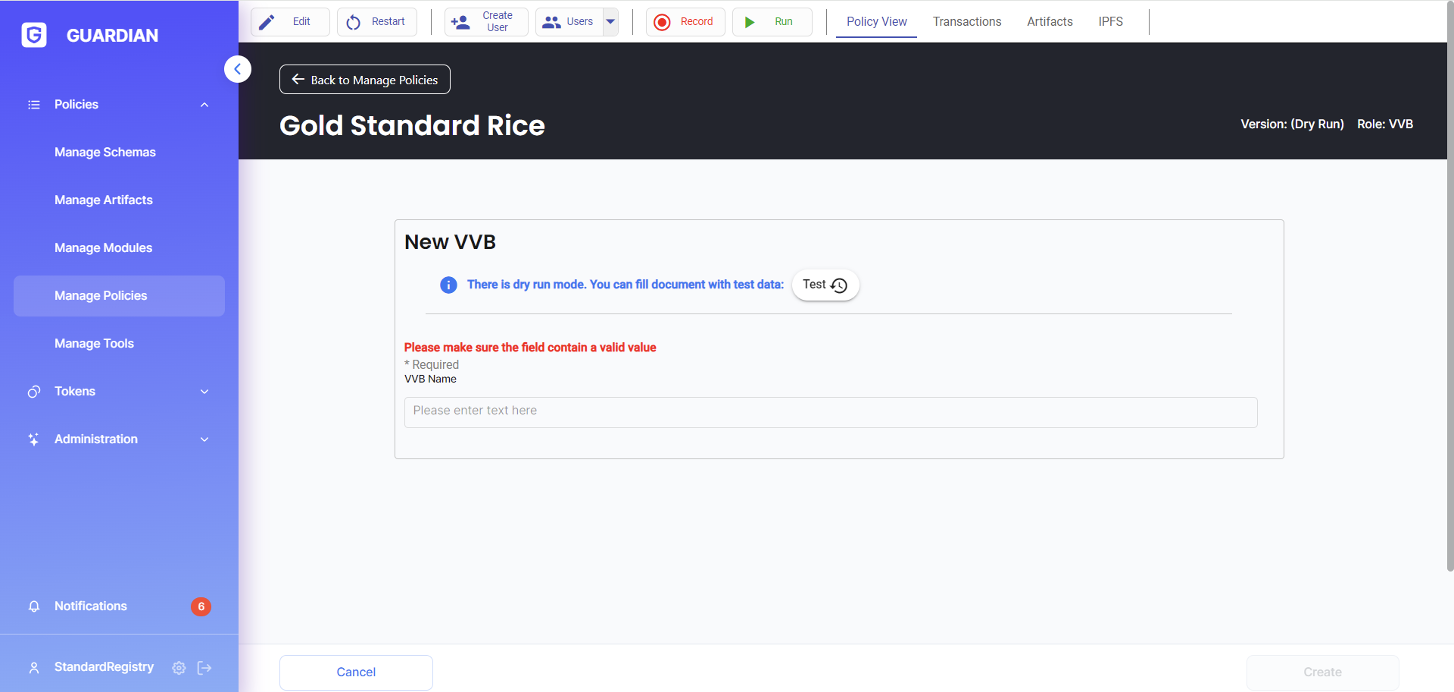 GUARDIAN
Edit
Restart
Create
User
Users
Record
Run
Policy View
Transactions
Artifacts
IPFS
Policies
Manage Schemas
Manage Artifacts
Manage Modules
Manage Policies
Manage Tools
Tokens
Administration
Notifications
6
StandardRegistry
Back to Manage Policies
Gold Standard Rice
Version: (Dry Run) Role: VVB
New VVB
There is dry run mode. You can fill document with test data:
Test
Please make sure the field contain a valid value
* Required
VVB Name
Please enter text here
Cancel
Create